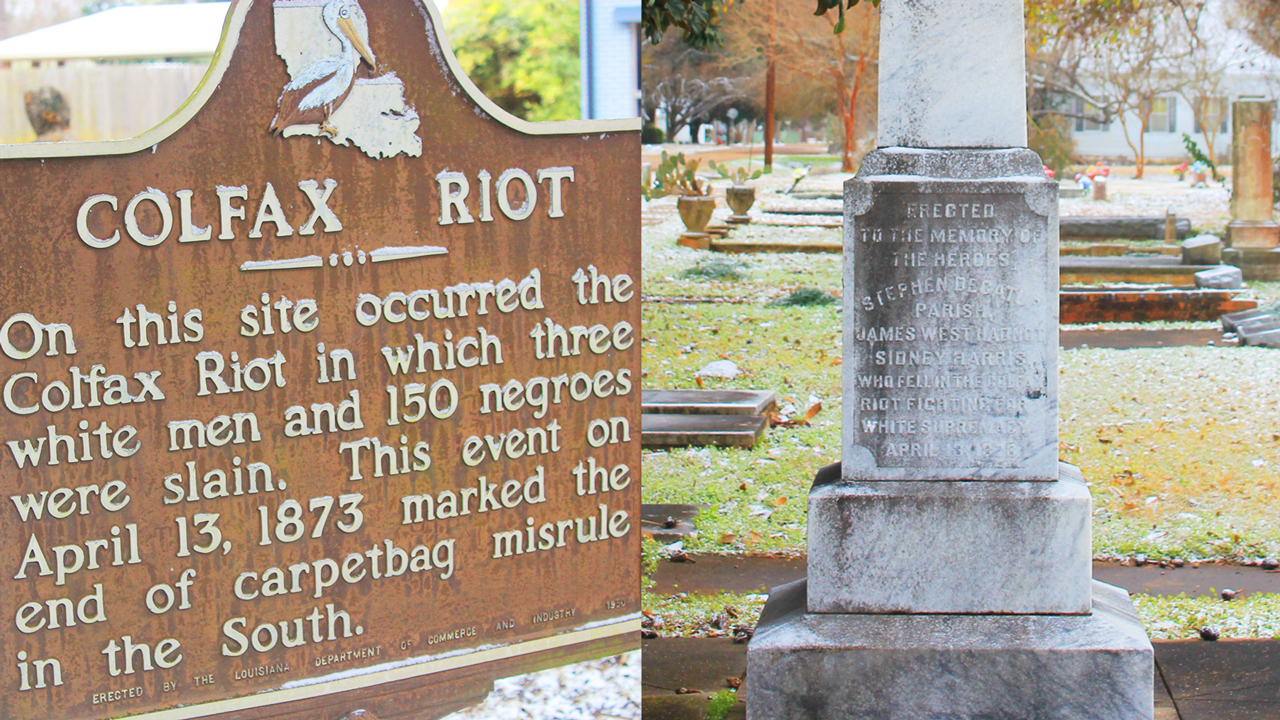 COLFAX RIOT
On this site occurred the
Colfax Riot in which three
white men and 150 negroes
were slain. This event on
April 13, 1873 marked the
end of carpetbag misrule
in the South.
ERECTED BY THE LOUISIANA DEPARTMENT OF COMMERCE AND INDUSTRY 1950
ERECTED
TO THE MEMORY OF
THE HEROES,
STEPHEN DECATUR
PARISH
JAMES WEST HADNOT
SIDNEY HARRIS
WHO FELL IN THE COLFAX
RIOT FIGHTING FOR
WHITE SUPREMACY
APRIL 13, 1873